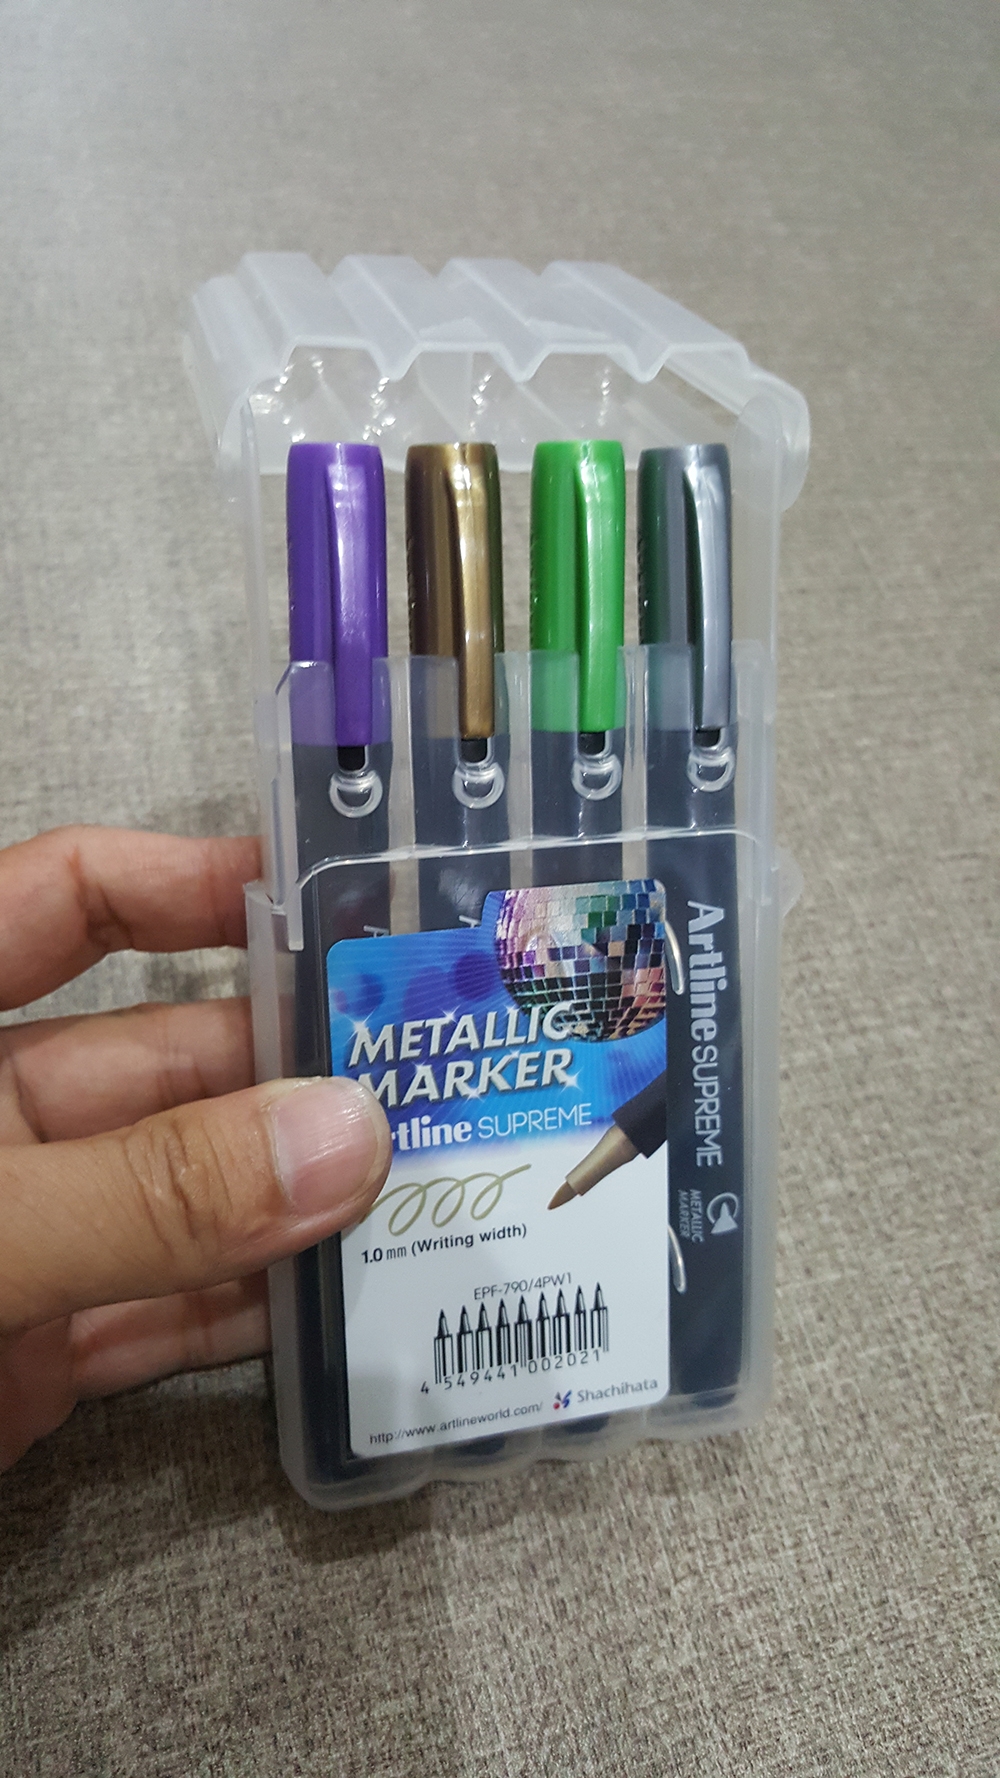 METALLIC
MARKER
rtline SUPREME
1.0 mm (Writing width)
EPF-790/4PW1
4 549441 002021
Shachihata
http://www.artlineworld.com/
Artline SUPREME
METALLIC
MARKER